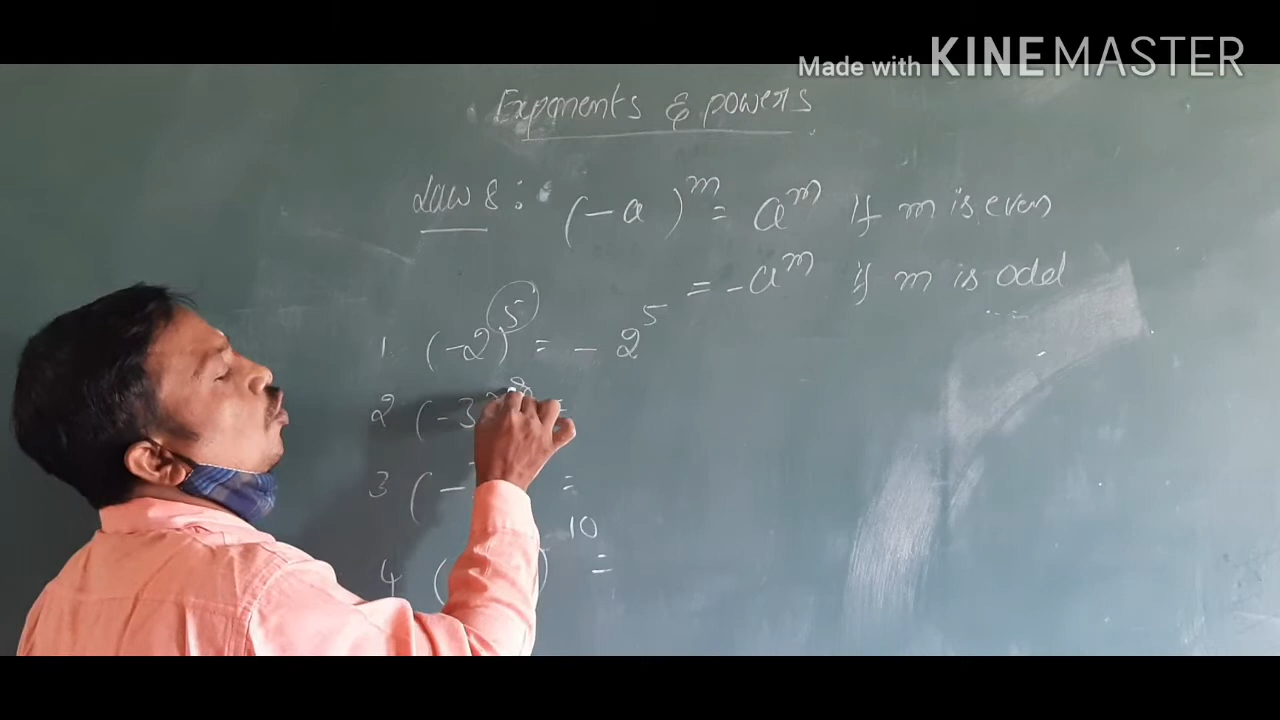 Made with KINEMASTER
Exponents & powers
Law 8: (-a)^m = a^m If m is even
= -a^m if m is odd
1. (-2)^5 = - 2^5
2 (-3 =
3 (- =
4 ( )^10 =